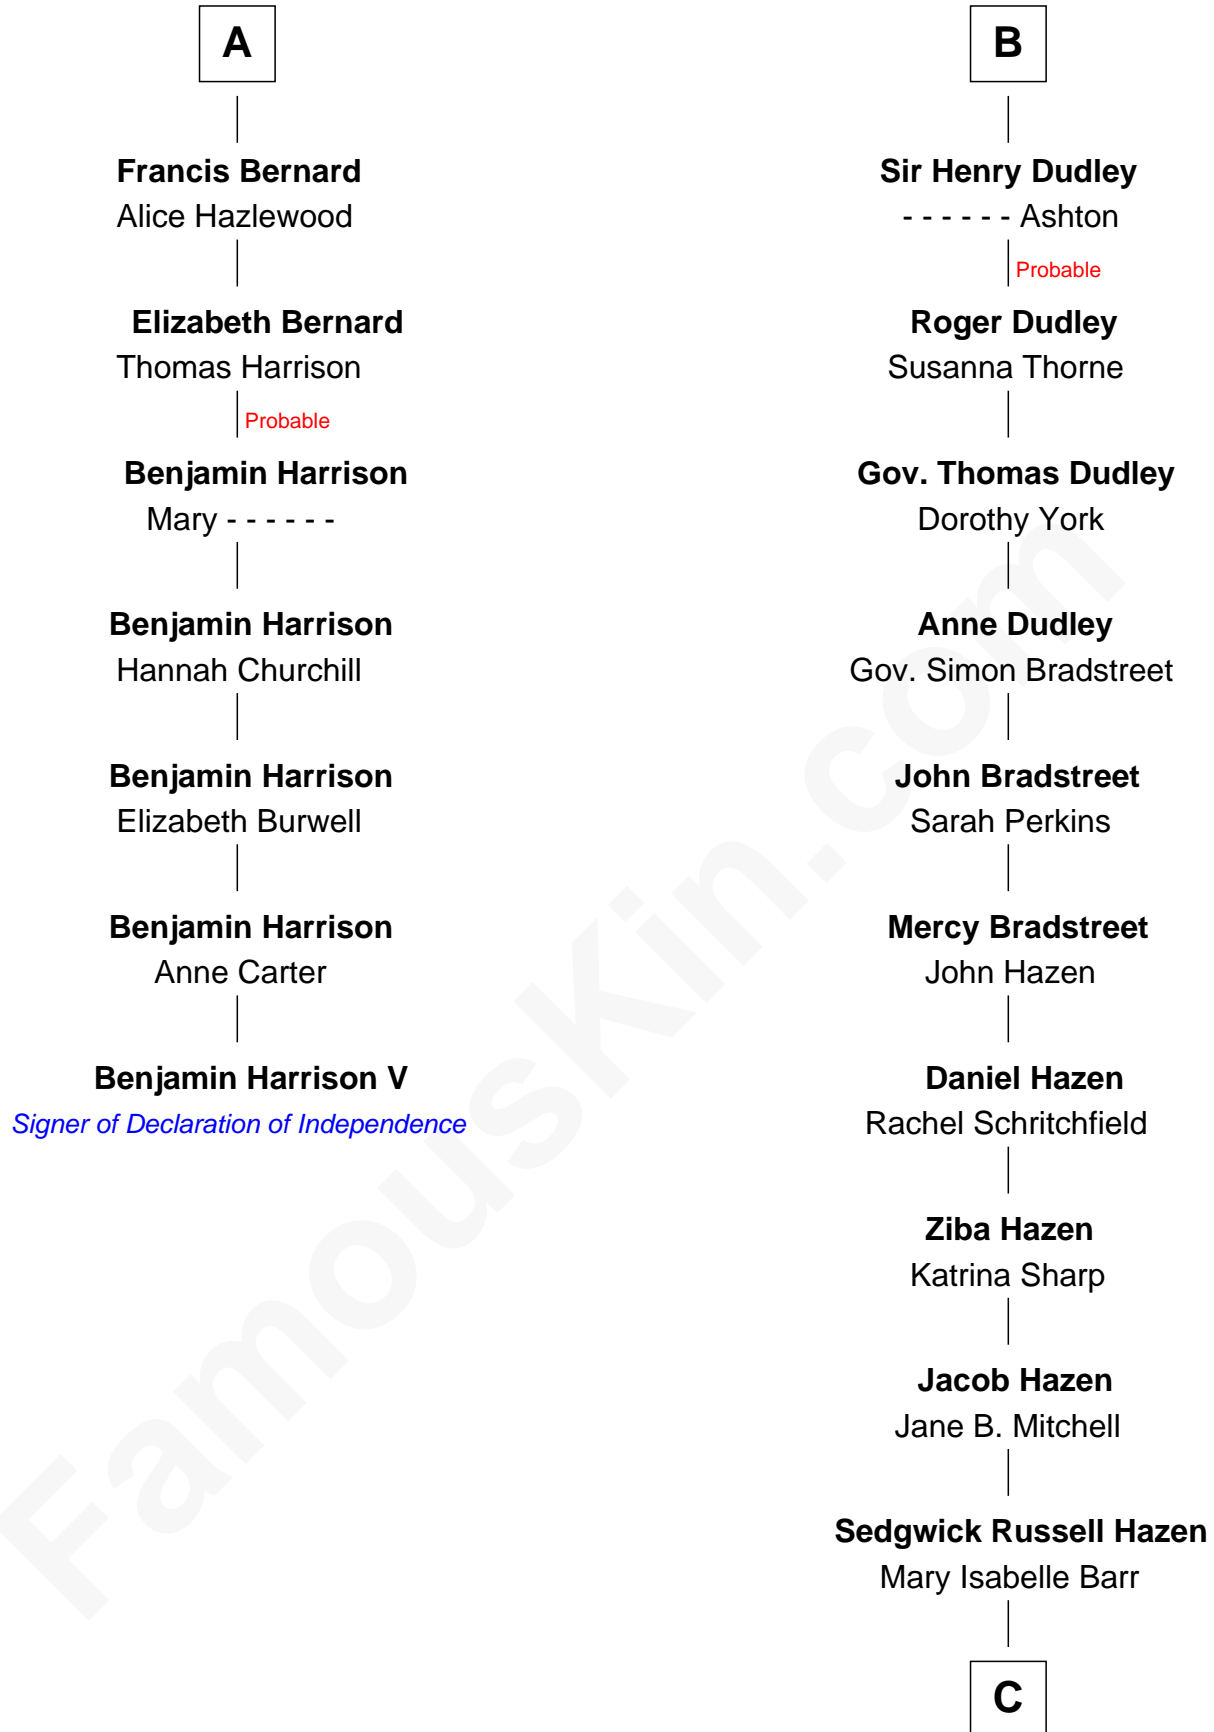 A
Francis Bernard
Alice Hazlewood
Elizabeth Bernard
Thomas Harrison
Probable
Benjamin Harrison
Mary - - - - - -
Benjamin Harrison
Hannah Churchill
Benjamin Harrison
Elizabeth Burwell
Benjamin Harrison
Anne Carter
Benjamin Harrison V
Signer of Declaration of Independence
B
Sir Henry Dudley
- - - - - - Ashton
Probable
Roger Dudley
Susanna Thorne
Gov. Thomas Dudley
Dorothy York
Anne Dudley
Gov. Simon Bradstreet
John Bradstreet
Sarah Perkins
Mercy Bradstreet
John Hazen
Daniel Hazen
Rachel Schritchfield
Ziba Hazen
Katrina Sharp
Jacob Hazen
Jane B. Mitchell
Sedgwick Russell Hazen
Mary Isabelle Barr
C
FamousKin.com